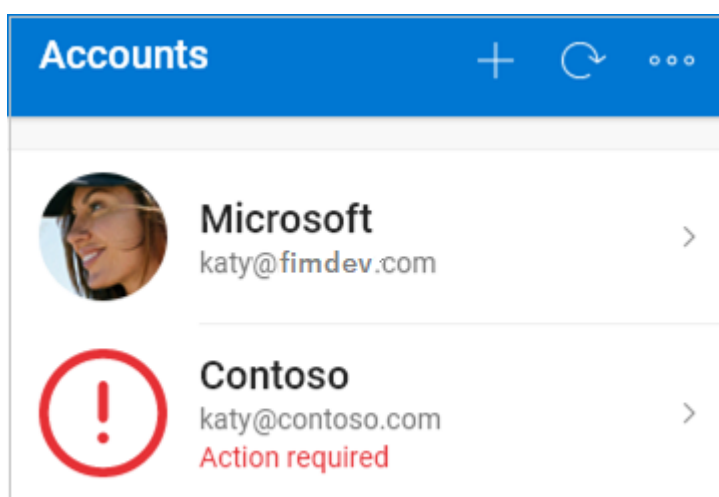 Accounts
Microsoft
katy@fimdev.com
Contoso
katy@contoso.com
Action required